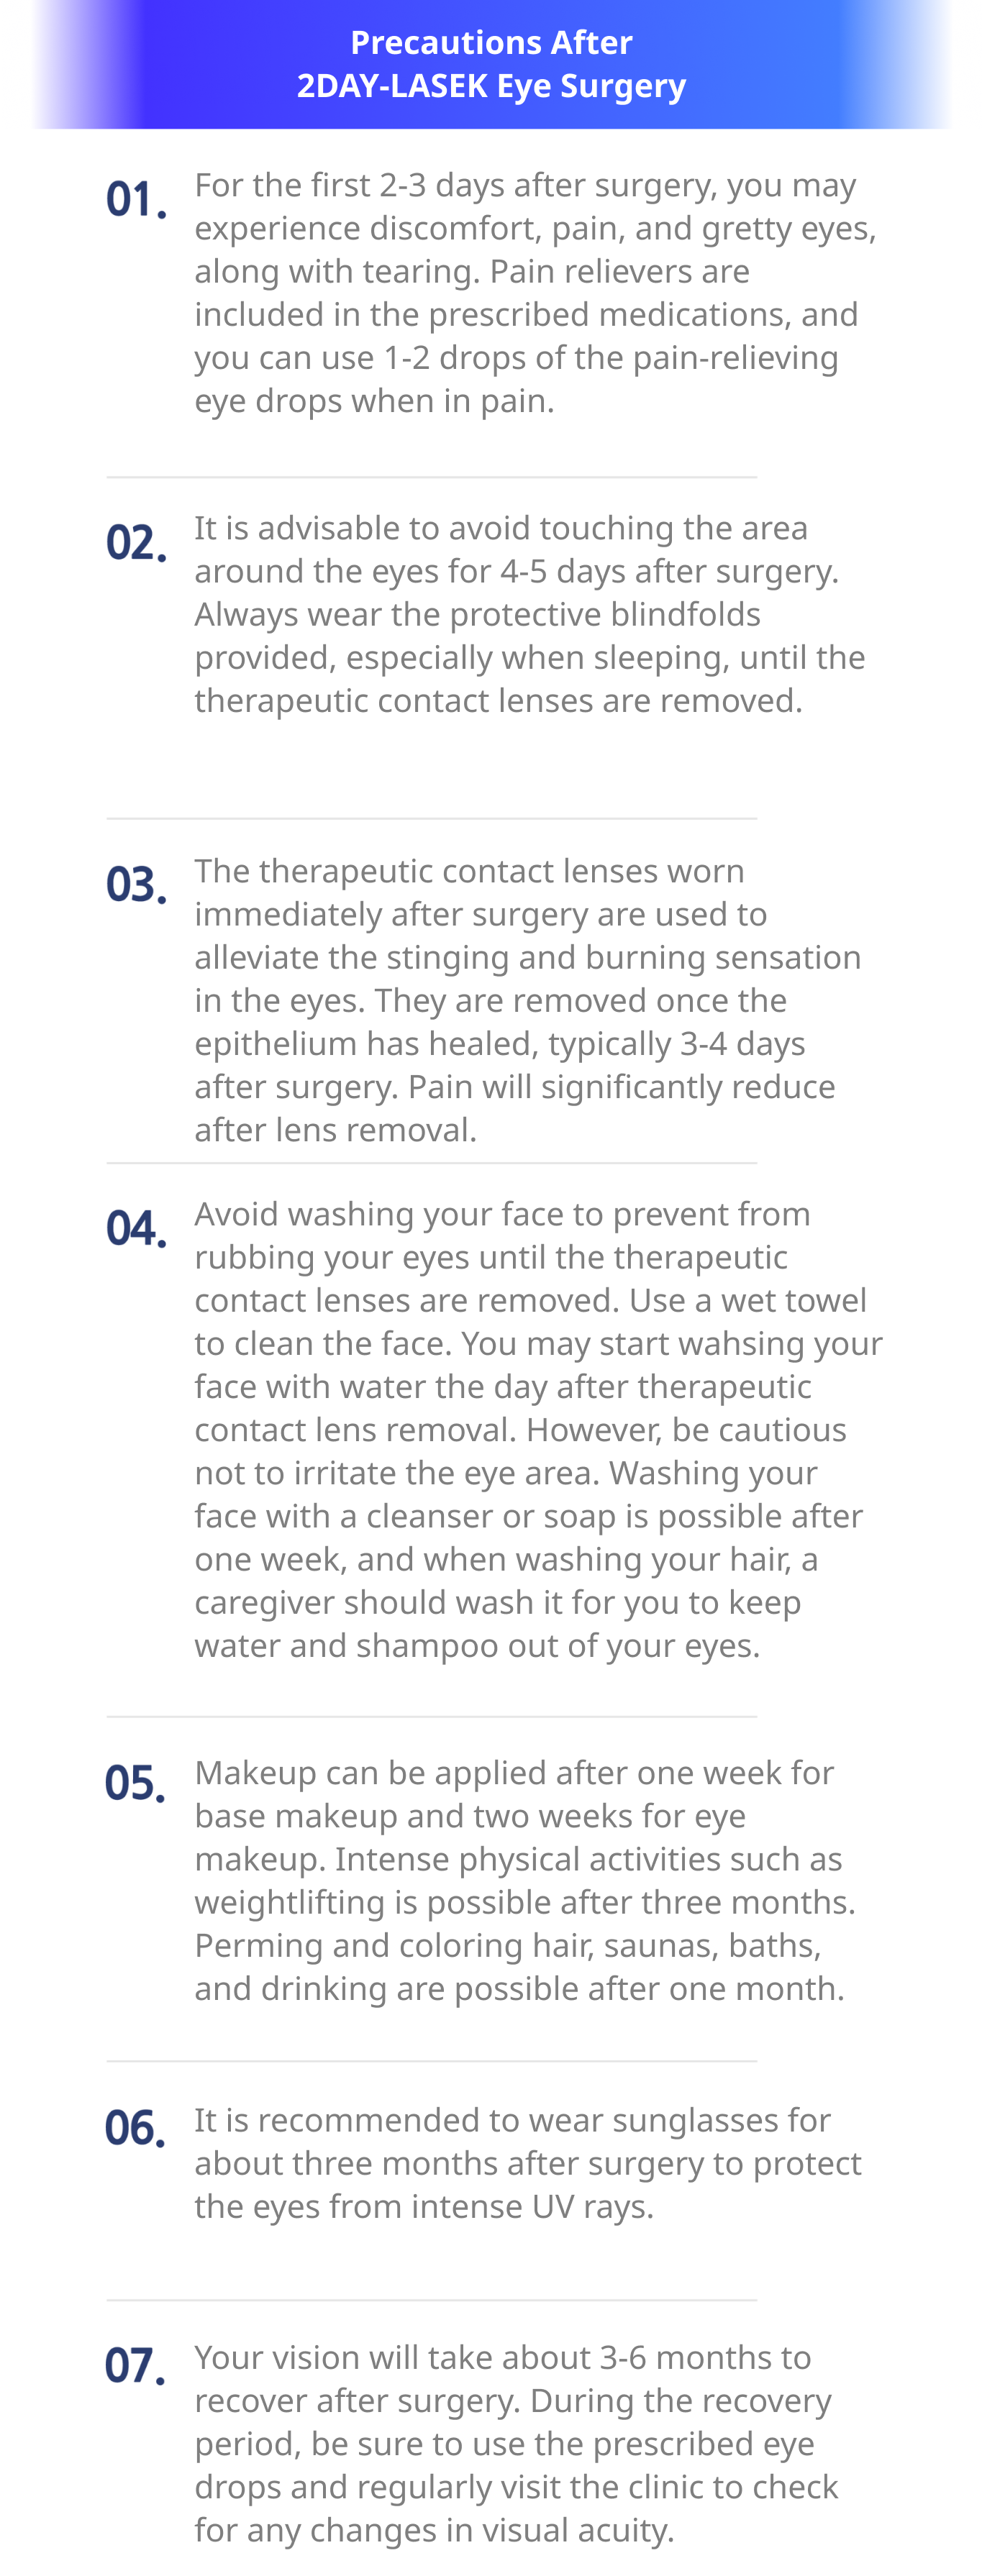 Precautions After
2DAY-LASEK Eye Surgery
01.
For the first 2-3 days after surgery, you may
experience discomfort, pain, and gretty eyes,
along with tearing. Pain relievers are
included in the prescribed medications, and
you can use 1-2 drops of the pain-relieving
eye drops when in pain.
02.
It is advisable to avoid touching the area
around the eyes for 4-5 days after surgery.
Always wear the protective blindfolds
provided, especially when sleeping, until the
therapeutic contact lenses are removed.
03.
The therapeutic contact lenses worn
immediately after surgery are used to
alleviate the stinging and burning sensation
in the eyes. They are removed once the
epithelium has healed, typically 3-4 days
after surgery. Pain will significantly reduce
after lens removal.
04.
Avoid washing your face to prevent from
rubbing your eyes until the therapeutic
contact lenses are removed. Use a wet towel
to clean the face. You may start wahsing your
face with water the day after therapeutic
contact lens removal. However, be cautious
not to irritate the eye area. Washing your
face with a cleanser or soap is possible after
one week, and when washing your hair, a
caregiver should wash it for you to keep
water and shampoo out of your eyes.
05.
Makeup can be applied after one week for
base makeup and two weeks for eye
makeup. Intense physical activities such as
weightlifting is possible after three months.
Perming and coloring hair, saunas, baths,
and drinking are possible after one month.
06.
It is recommended to wear sunglasses for
about three months after surgery to protect
the eyes from intense UV rays.
07.
Your vision will take about 3-6 months to
recover after surgery. During the recovery
period, be sure to use the prescribed eye
drops and regularly visit the clinic to check
for any changes in visual acuity.